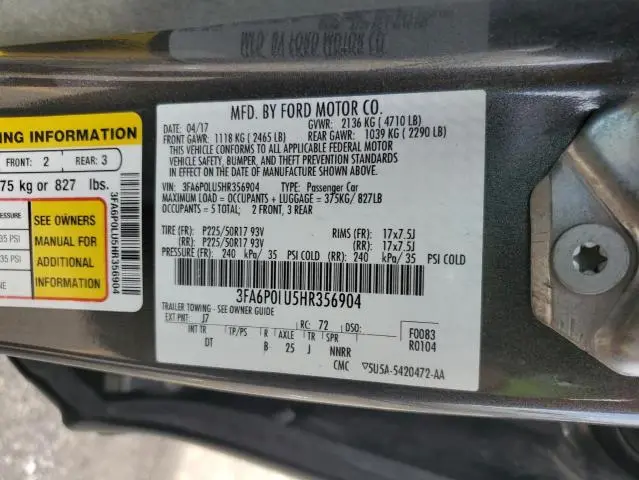 MFD. BY FORD MOTOR CO.
DATE: 04/17 GVWR: 2136 KG ( 4710 LB)
FRONT GAWR: 1118 KG ( 2465 LB) REAR GAWR: 1039 KG ( 2290 LB)
THIS VEHICLE CONFORMS TO ALL APPLICABLE FEDERAL MOTOR
VEHICLE SAFETY, BUMPER, AND THEFT PREVENTION STANDARDS
IN EFFECT ON THE DATE OF MANUFACTURE SHOWN ABOVE.
VIN: 3FA6P0LU5HR356904 TYPE: Passenger Car
MAXIMUM LOAD = OCCUPANTS + LUGGAGE = 375KG/ 827LB
OCCUPANTS = 5 TOTAL; 2 FRONT, 3 REAR
TIRE (FR): P225/50R17 93V RIMS (FR): 17x7.5J
(RR): P225/50R17 93V (RR): 17x7.5J
PRESSURE (FR): 240 kPa/ 35 PSI COLD (RR): 240 kPa/ 35 PSI COLD
3FA6P0LU5HR356904
TRAILER TOWING - SEE OWNER GUIDE
EXT PNT: J7 RC: 72 DSO: F0083
INT TR TP/PS R AXLE TR SPR R0104
DT B 25 J NNRR
CMC 5U5A-5420472-AA
ING INFORMATION
FRONT: 2 REAR: 3
75 kg or 827 lbs.
PRESSURE
35 PSI
35 PSI
NE
SEE OWNERS
MANUAL FOR
ADDITIONAL
INFORMATION
3FA6P0LU5HR356904